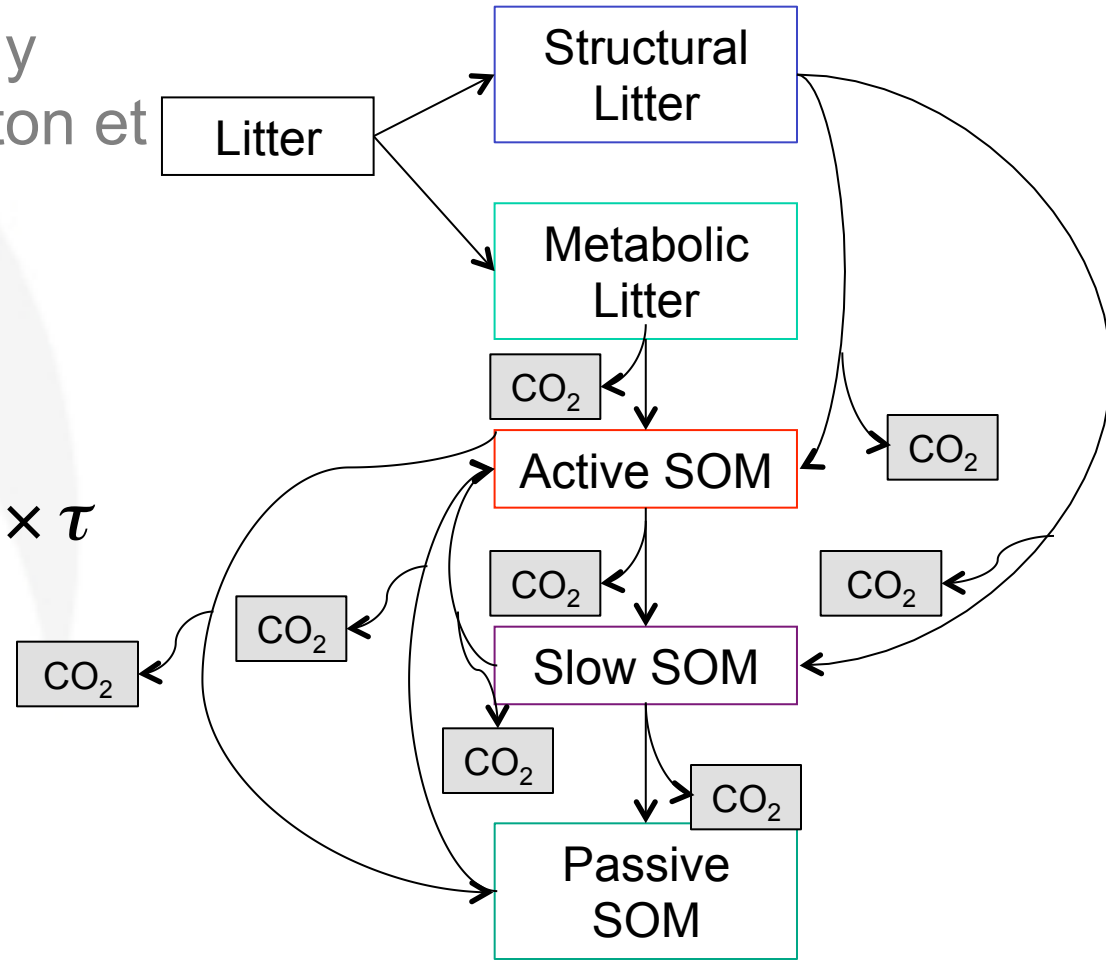 y
ton et
Litter
Structural
Litter
Metabolic
Litter
CO₂
Active SOM
CO₂
× τ
CO₂
CO₂
CO₂
CO₂
Slow SOM
CO₂
CO₂
CO₂
Passive
SOM